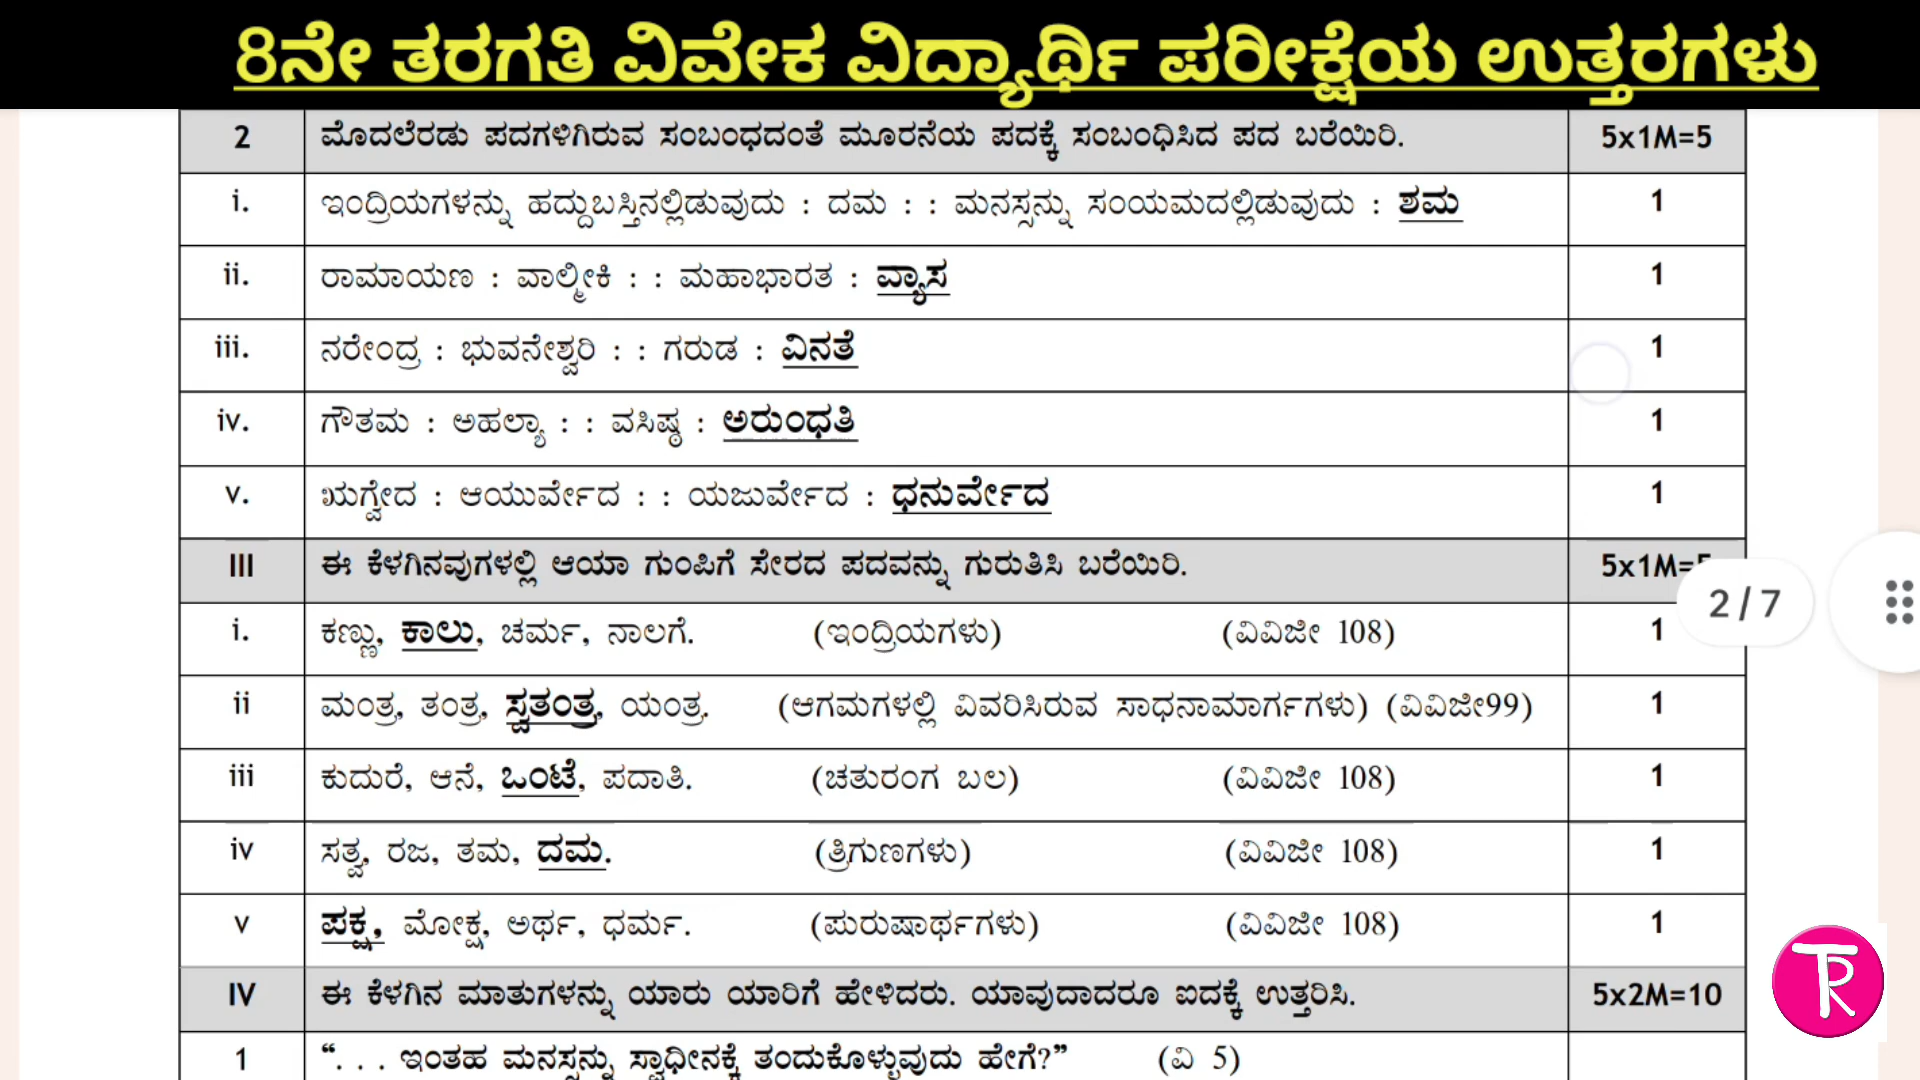 8ನೇ ತರಗತಿ ವಿವೇಕ ವಿದ್ಯಾರ್ಥಿ ಪರೀಕ್ಷೆಯ ಉತ್ತರಗಳು
2 ಮೊದಲೆರಡು ಪದಗಳಿಗಿರುವ ಸಂಬಂಧದಂತೆ ಮೂರನೆಯ ಪದಕ್ಕೆ ಸಂಬಂಧಿಸಿದ ಪದ ಬರೆಯಿರಿ. 5x1M=5
i. ಇಂದ್ರಿಯಗಳನ್ನು ಹದ್ದುಬಸ್ತಿನಲ್ಲಿಡುವುದು : ದಮ : : ಮನಸ್ಸನ್ನು ಸಂಯಮದಲ್ಲಿಡುವುದು : ಶಮ 1
ii. ರಾಮಾಯಣ : ವಾಲ್ಮೀಕಿ : : ಮಹಾಭಾರತ : ವ್ಯಾಸ 1
iii. ನರೇಂದ್ರ : ಭುವನೇಶ್ವರಿ : : ಗರುಡ : ವಿನತೆ 1
iv. ಗೌತಮ : ಅಹಲ್ಯಾ : : ವಸಿಷ್ಠ : ಅರುಂಧತಿ 1
v. ಋಗ್ವೇದ : ಆಯುರ್ವೇದ : : ಯಜುರ್ವೇದ : ಧನುರ್ವೇದ 1
III ಈ ಕೆಳಗಿನವುಗಳಲ್ಲಿ ಆಯಾ ಗುಂಪಿಗೆ ಸೇರದ ಪದವನ್ನು ಗುರುತಿಸಿ ಬರೆಯಿರಿ. 5x1M=5
2 / 7
i. ಕಣ್ಣು, ಕಾಲು, ಚರ್ಮ, ನಾಲಗೆ. (ಇಂದ್ರಿಯಗಳು) (ವಿವಿಜೀ 108) 1
ii ಮಂತ್ರ, ತಂತ್ರ, ಸ್ವತಂತ್ರ, ಯಂತ್ರ. (ಆಗಮಗಳಲ್ಲಿ ವಿವರಿಸಿರುವ ಸಾಧನಾಮಾರ್ಗಗಳು) (ವಿವಿಜೀ99) 1
iii ಕುದುರೆ, ಆನೆ, ಒಂಟೆ, ಪದಾತಿ. (ಚತುರಂಗ ಬಲ) (ವಿವಿಜೀ 108) 1
iv ಸತ್ವ, ರಜ, ತಮ, ದಮ. (ತ್ರಿಗುಣಗಳು) (ವಿವಿಜೀ 108) 1
v ಪಕ್ಷ, ಮೋಕ್ಷ, ಅರ್ಥ, ಧರ್ಮ. (ಪುರುಷಾರ್ಥಗಳು) (ವಿವಿಜೀ 108) 1
IV ಈ ಕೆಳಗಿನ ಮಾತುಗಳನ್ನು ಯಾರು ಯಾರಿಗೆ ಹೇಳಿದರು. ಯಾವುದಾದರೂ ಐದಕ್ಕೆ ಉತ್ತರಿಸಿ. 5x2M=10
1 “. . . ಇಂತಹ ಮನಸ್ಸನ್ನು ಸ್ವಾಧೀನಕ್ಕೆ ತಂದುಕೊಳ್ಳುವುದು ಹೇಗೆ?” (ವಿ 5)
TR